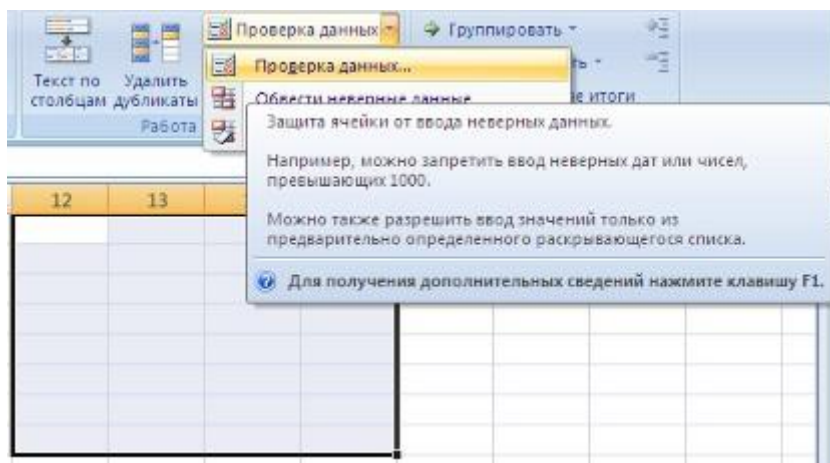 Проверка данных
Группировать
Текст по столбцам
Удалить дубликаты
Проверка данных...
Обвести неверные данные
е итоги
Работа
Защита ячейки от ввода неверных данных.
Например, можно запретить ввод неверных дат или чисел,
превышающих 1000.
Можно также разрешить ввод значений только из
предварительно определенного раскрывающегося списка.
Для получения дополнительных сведений нажмите клавишу F1.
12 13